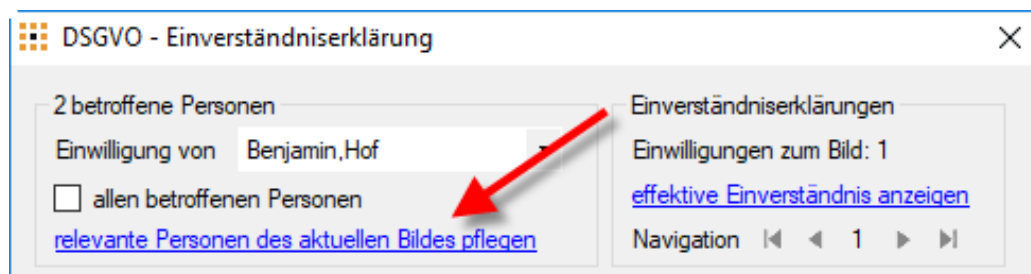 DSGVO - Einverständniserklärung
2 betroffene Personen
Einwilligung von Benjamin,Hof
allen betroffenen Personen
relevante Personen des aktuellen Bildes pflegen
Einverständniserklärungen
Einwilligungen zum Bild: 1
effektive Einverständnis anzeigen
Navigation 1